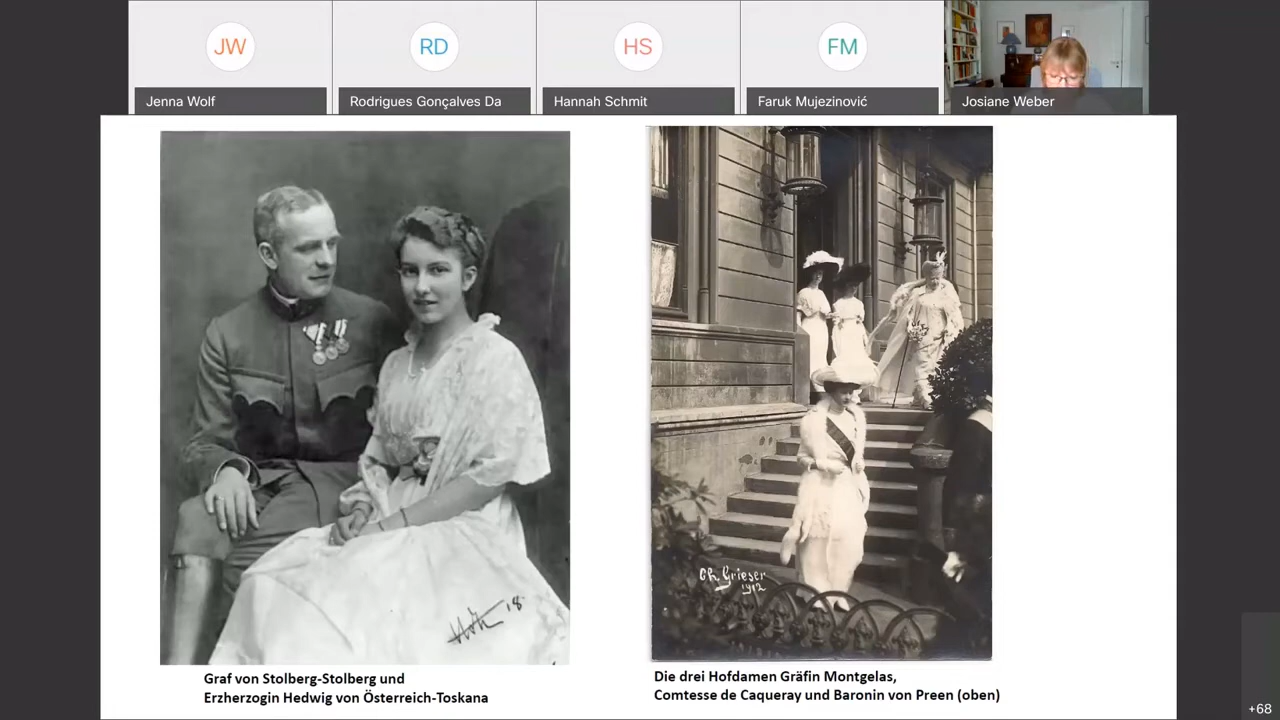 JW
RD
HS
FM
Jenna Wolf
Rodrigues Gonçalves Da
Hannah Schmit
Faruk Mujezinović
Josiane Weber
Ch. Grieser
1912
18
Graf von Stolberg-Stolberg und
Erzherzogin Hedwig von Österreich-Toskana
Die drei Hofdamen Gräfin Montgelas,
Comtesse de Caqueray und Baronin von Preen (oben)
+68